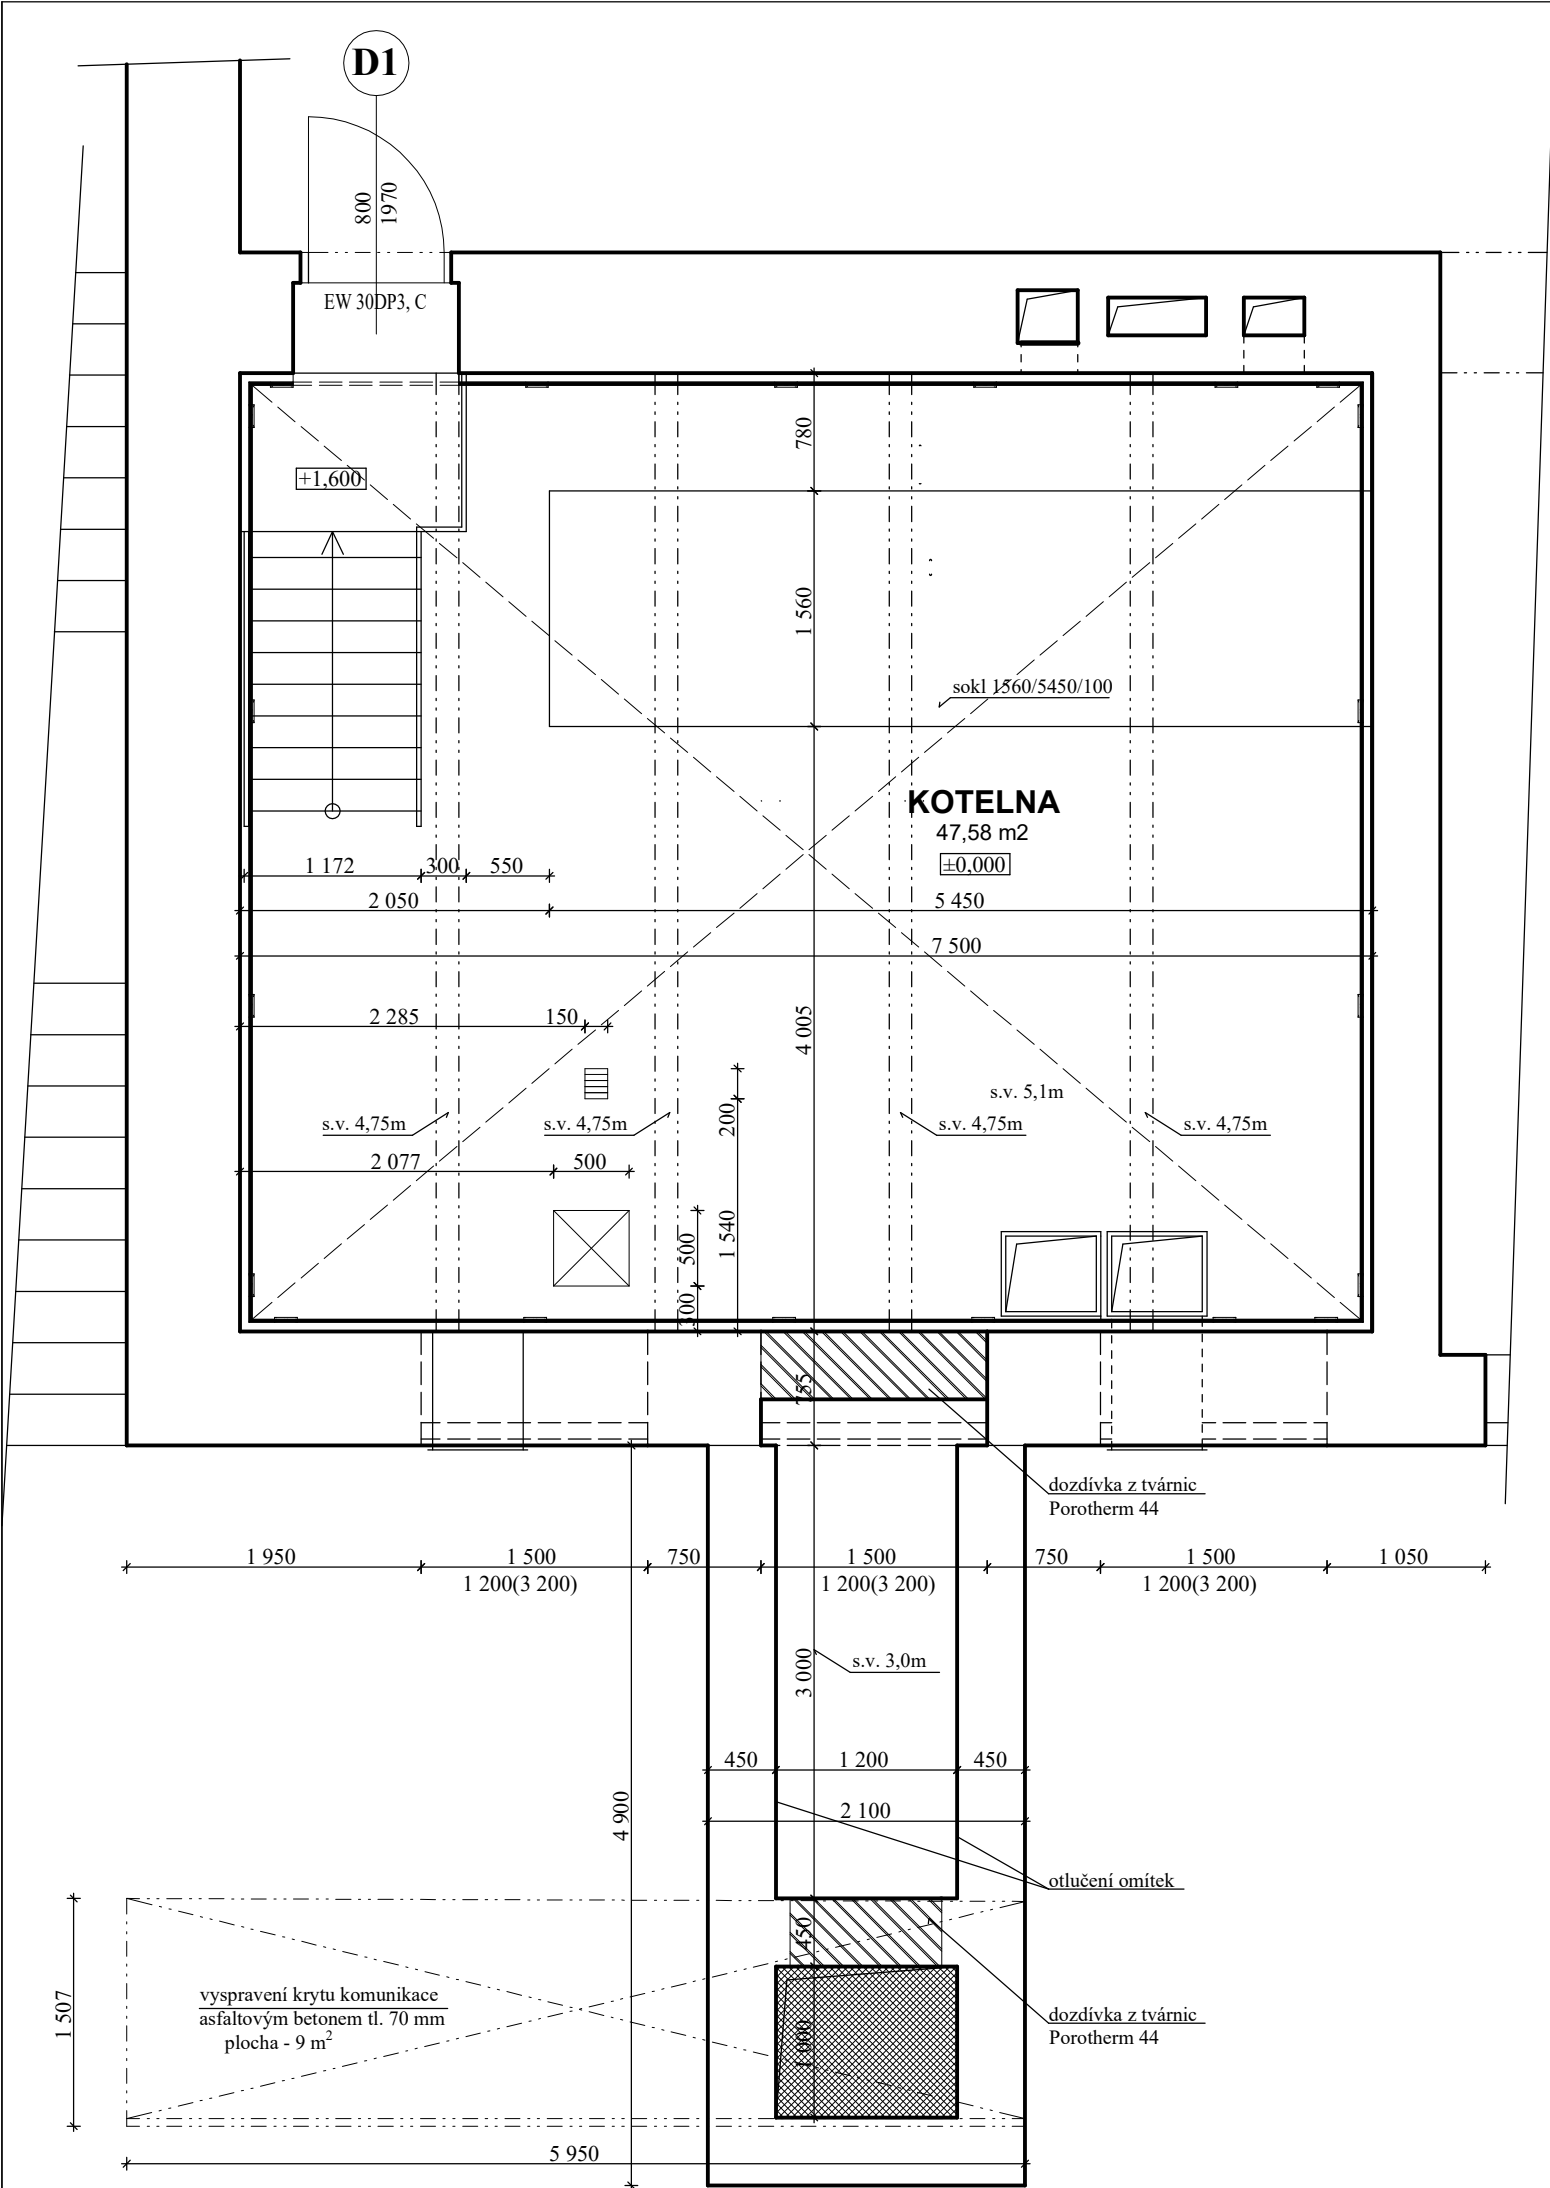 D1
800
1970
EW 30DP3, C
780
+1,600
1 560
sokl 1560/5450/100
KOTELNA
47,58 m2
±0,000
1 172
300
550
2 050
5 450
7 500
2 285
150
4 005
s.v. 5,1m
200
s.v. 4,75m
s.v. 4,75m
s.v. 4,75m
s.v. 4,75m
2 077
500
1 540
500
300
755
dozdívka z tvárnic
Porotherm 44
1 950
1 500
750
1 500
750
1 500
1 050
1 200(3 200)
1 200(3 200)
1 200(3 200)
3 000
s.v. 3,0m
450
1 200
450
2 100
4 900
otlučení omítek
450
1 507
vyspravení krytu komunikace
asfaltovým betonem tl. 70 mm
plocha - 9 m²
1 000
dozdívka z tvárnic
Porotherm 44
5 950